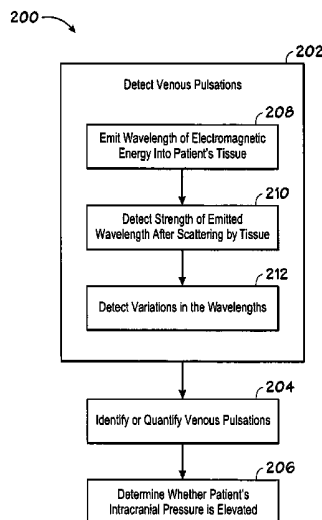 200
202
Detect Venous Pulsations
208
Emit Wavelength of Electromagnetic
Energy Into Patient's Tissue
210
Detect Strength of Emitted
Wavelength After Scattering by Tissue
212
Detect Variations in the Wavelengths
204
Identify or Quantify Venous Pulsations
206
Determine Whether Patient's
Intracranial Pressure is Elevated